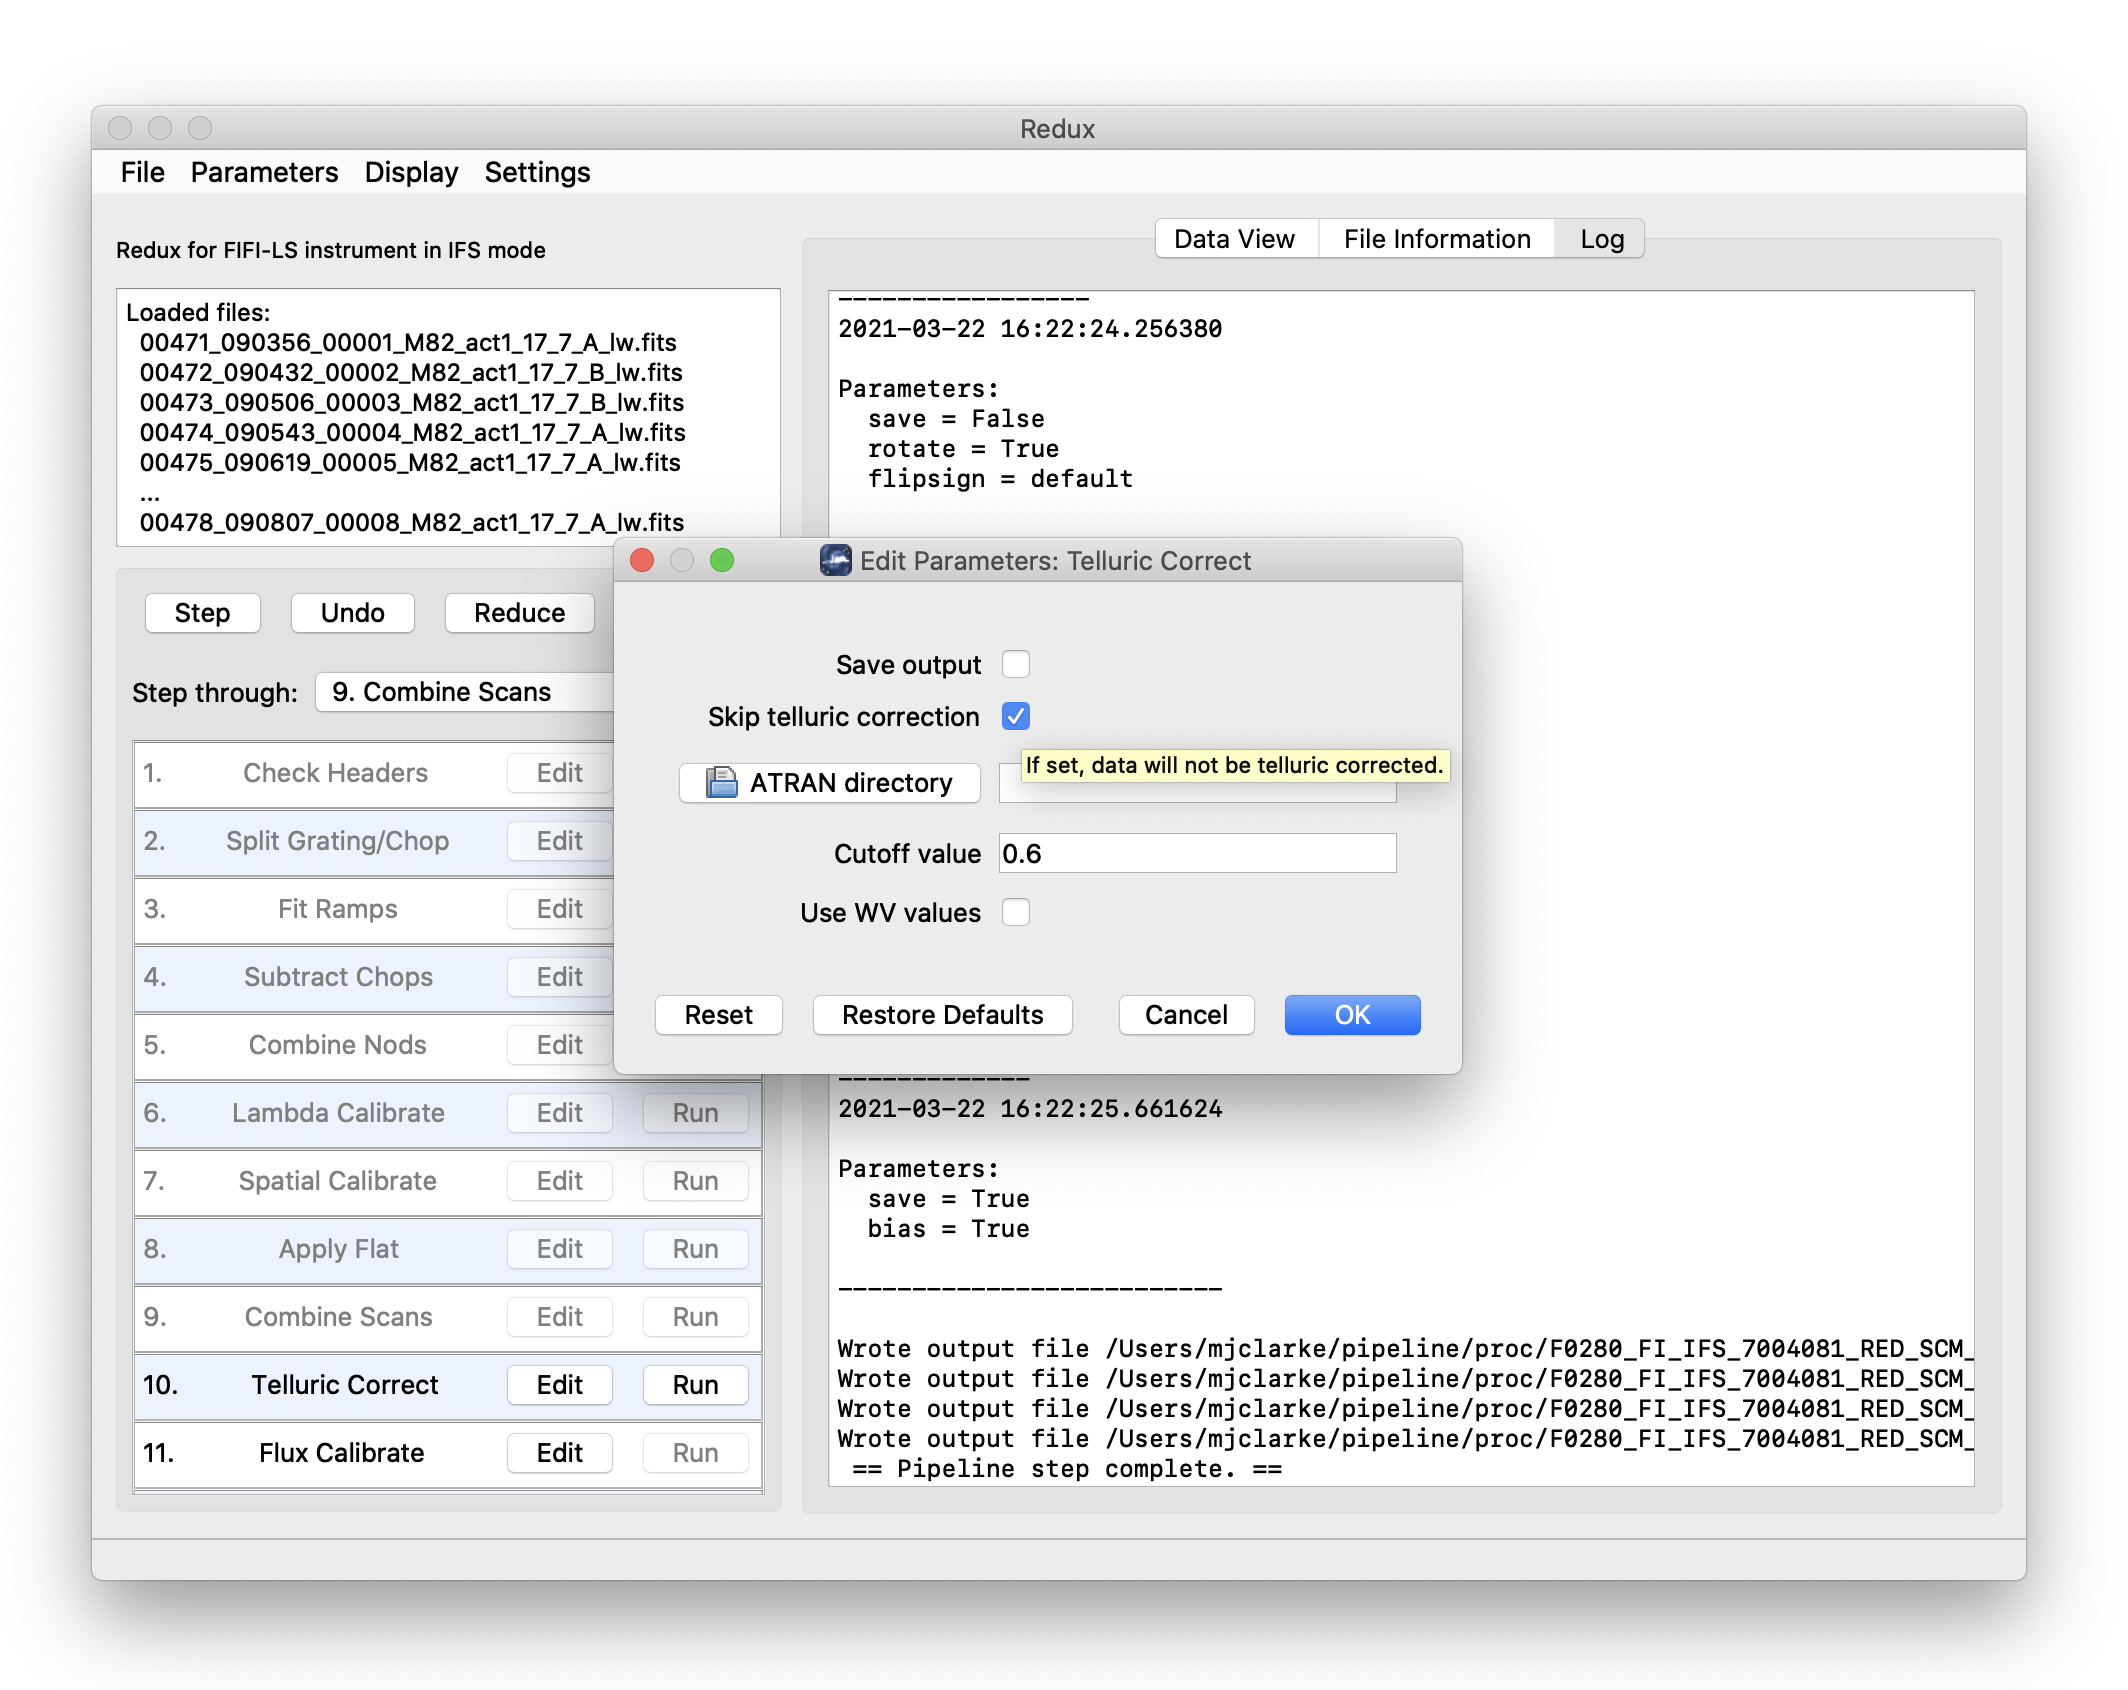 Redux
File Parameters Display Settings
Redux for FIFI-LS instrument in IFS mode
Loaded files:
00471_090356_00001_M82_act1_17_7_A_lw.fits
00472_090432_00002_M82_act1_17_7_B_lw.fits
00473_090506_00003_M82_act1_17_7_B_lw.fits
00474_090543_00004_M82_act1_17_7_A_lw.fits
00475_090619_00005_M82_act1_17_7_A_lw.fits
...
00478_090807_00008_M82_act1_17_7_A_lw.fits
Step Undo Reduce
Step through: 9. Combine Scans
1. Check Headers Edit
2. Split Grating/Chop Edit
3. Fit Ramps Edit
4. Subtract Chops Edit
5. Combine Nods Edit
6. Lambda Calibrate Edit Run
7. Spatial Calibrate Edit Run
8. Apply Flat Edit Run
9. Combine Scans Edit Run
10. Telluric Correct Edit Run
11. Flux Calibrate Edit Run
Data View File Information Log
-----------------
2021-03-22 16:22:24.256380
Parameters:
save = False
rotate = True
flipsign = default
Edit Parameters: Telluric Correct
Save output
Skip telluric correction
If set, data will not be telluric corrected.
ATRAN directory
Cutoff value 0.6
Use WV values
Reset Restore Defaults Cancel OK
-------------
2021-03-22 16:22:25.661624
Parameters:
save = True
bias = True
--------------------------
Wrote output file /Users/mjclarke/pipeline/proc/F0280_FI_IFS_7004081_RED_SCM_
Wrote output file /Users/mjclarke/pipeline/proc/F0280_FI_IFS_7004081_RED_SCM_
Wrote output file /Users/mjclarke/pipeline/proc/F0280_FI_IFS_7004081_RED_SCM_
Wrote output file /Users/mjclarke/pipeline/proc/F0280_FI_IFS_7004081_RED_SCM_
== Pipeline step complete. ==